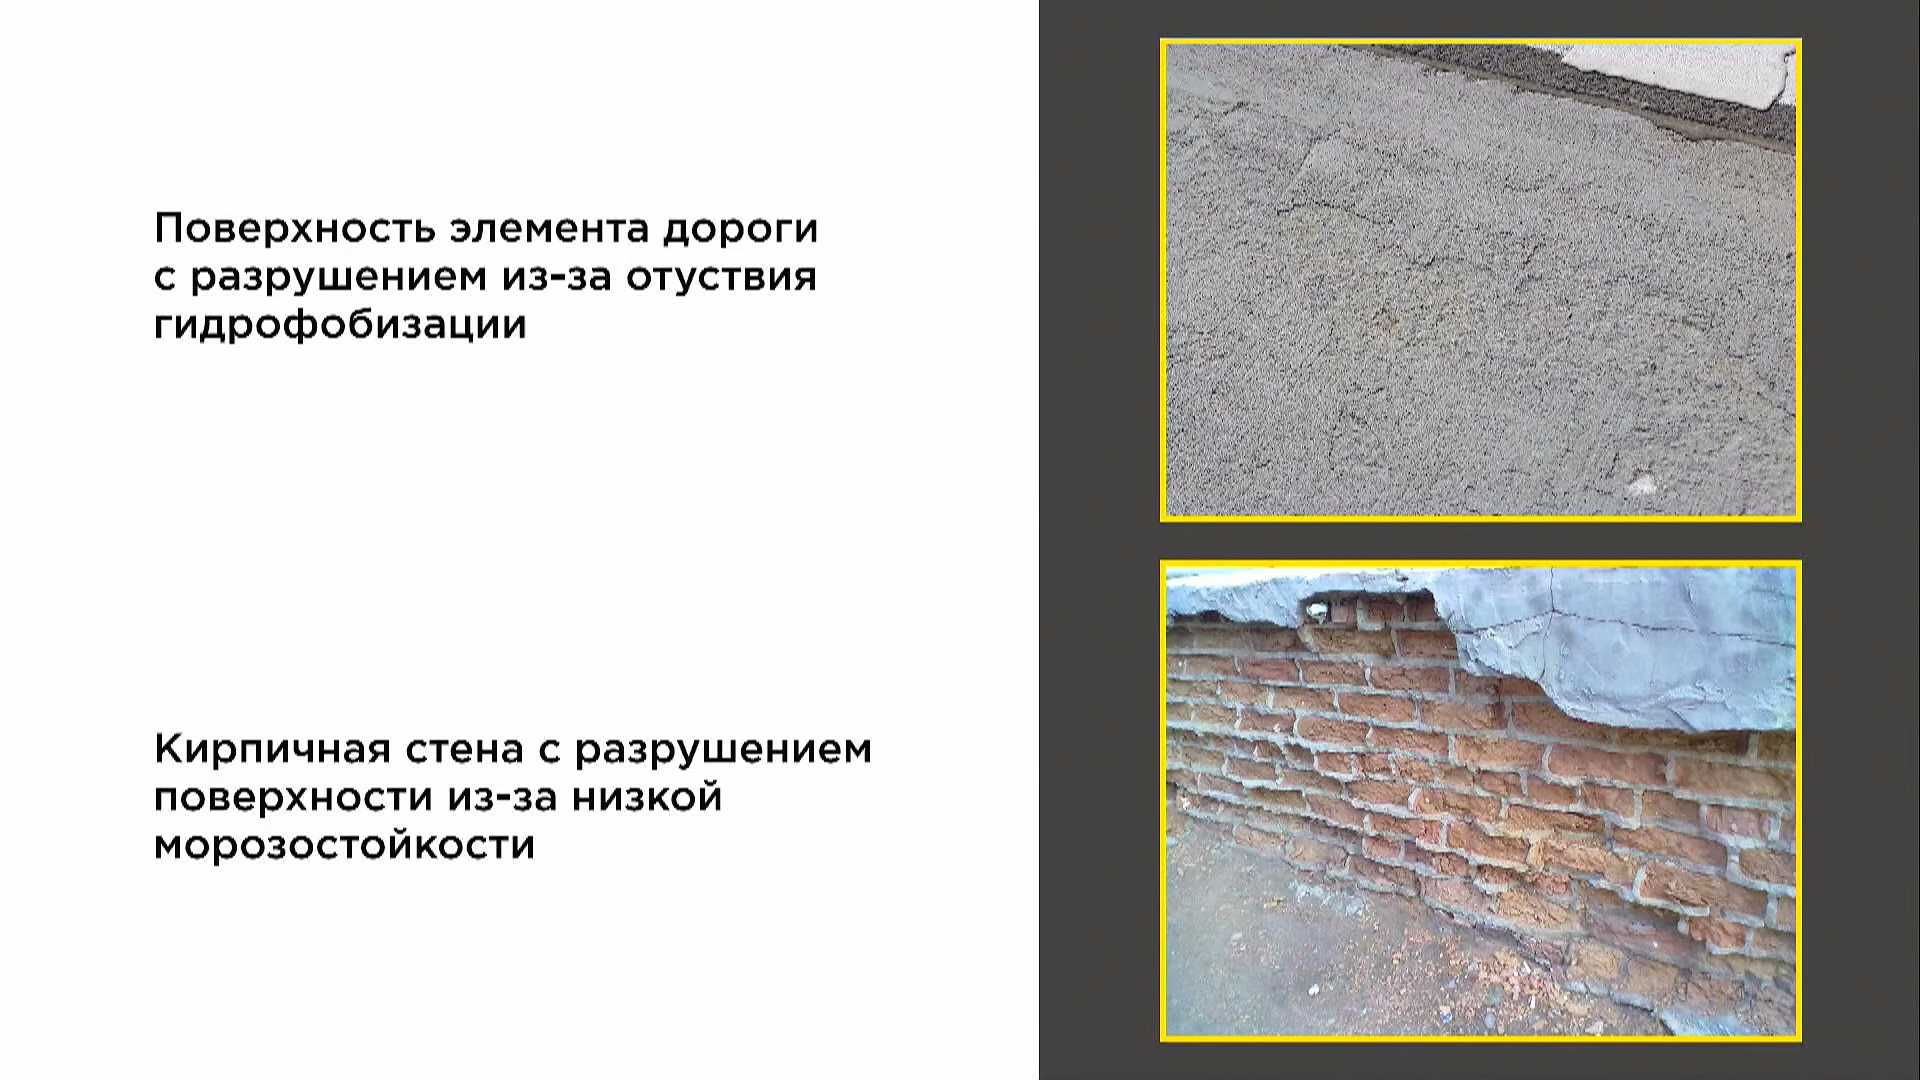 Поверхность элемента дороги
с разрушением из-за отуствия
гидрофобизации
Кирпичная стена с разрушением
поверхности из-за низкой
морозостойкости